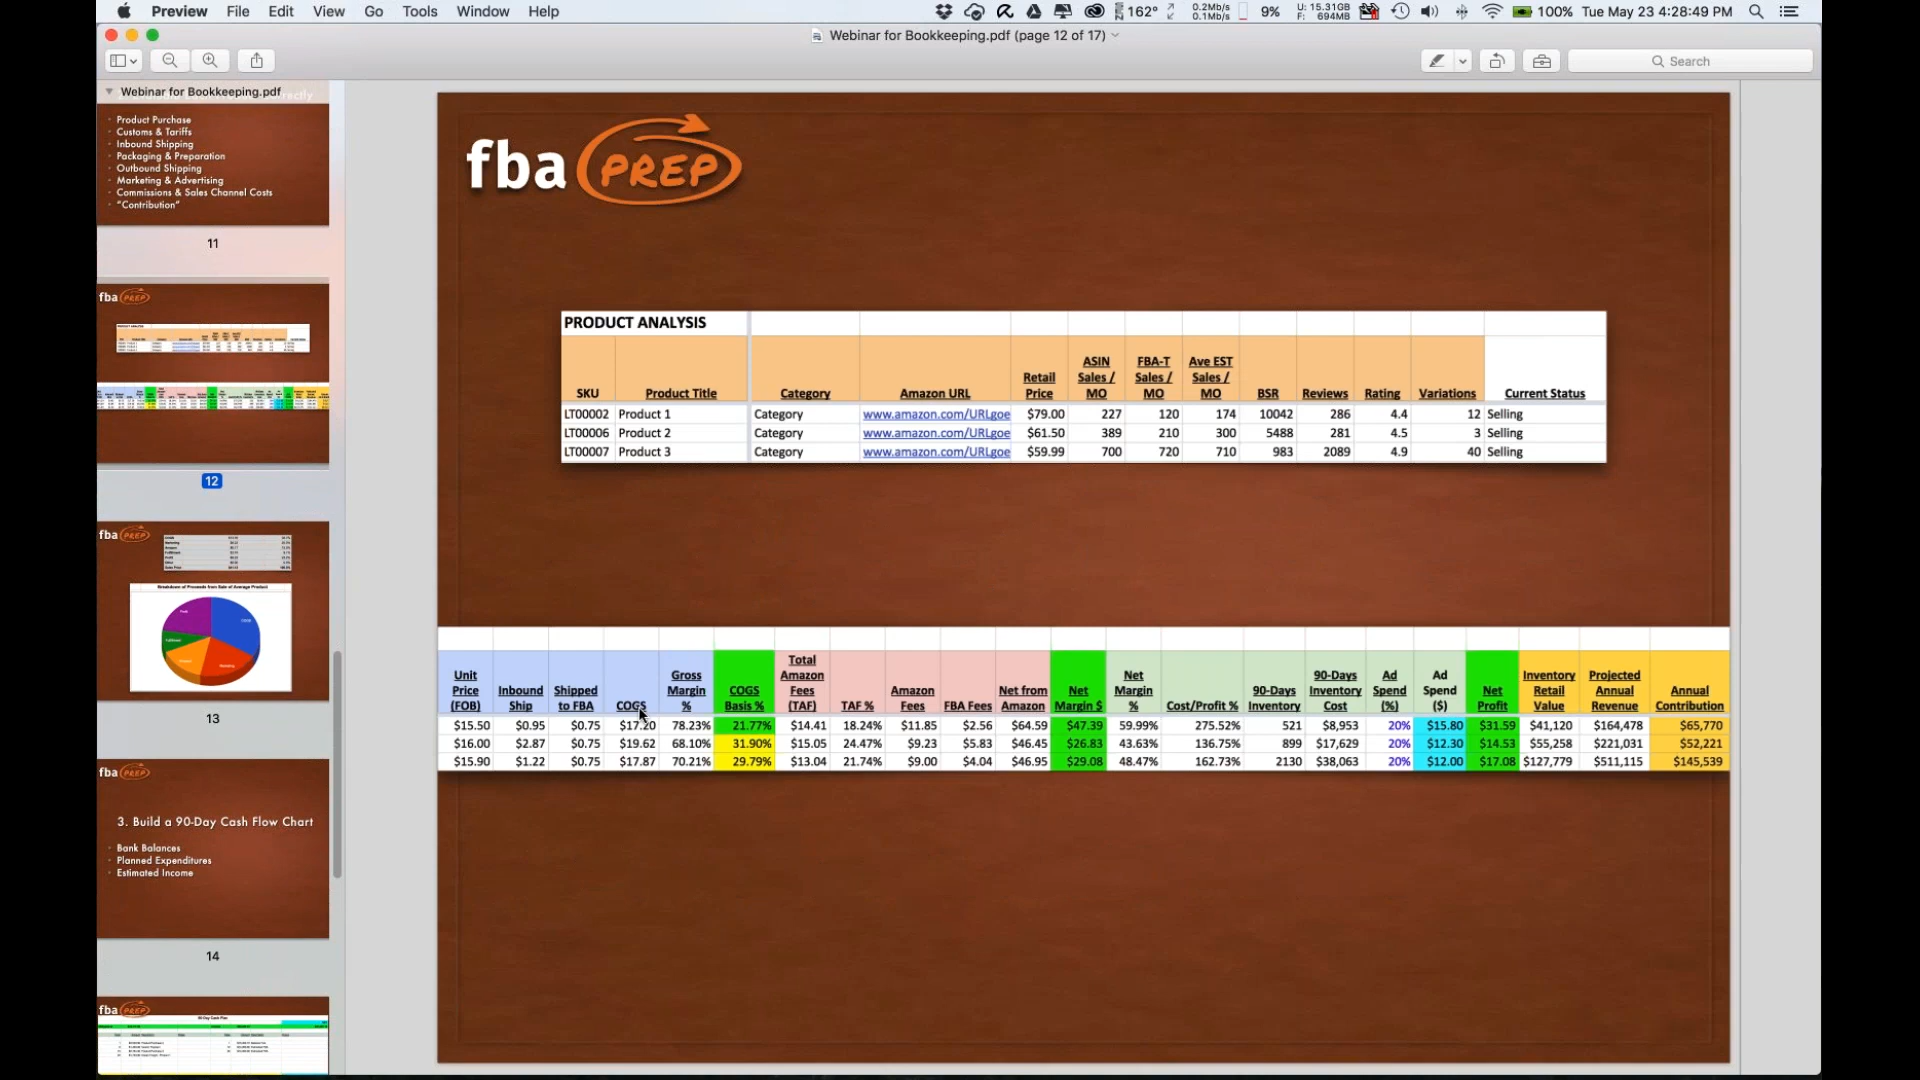 Preview File Edit View Go Tools Window Help
162° 0.2Mb/s 0.1Mb/s 9% U: 15.31GB F: 694MB 100% Tue May 23 4:28:49 PM
Webinar for Bookkeeping.pdf (page 12 of 17)
Search
Webinar for Bookkeeping.pdf
Product Purchase
Customs & Tariffs
Inbound Shipping
Packaging & Preparation
Outbound Shipping
Marketing & Advertising
Commissions & Sales Channel Costs
"Contribution"
11
fba PREP
12
fba PREP
Breakdown of Proceeds from Sale of Average Product
13
fba PREP
3. Build a 90-Day Cash Flow Chart
Bank Balances
Planned Expenditures
Estimated Income
14
fba PREP
fba PREP
PRODUCT ANALYSIS
SKU Product Title Category Amazon URL Retail Price ASIN Sales / MO FBA-T Sales / MO Ave EST Sales / MO BSR Reviews Rating Variations Current Status
LT00002 Product 1 Category www.amazon.com/URLgoe $79.00 227 120 174 10042 286 4.4 12 Selling
LT00006 Product 2 Category www.amazon.com/URLgoe $61.50 389 210 300 5488 281 4.5 3 Selling
LT00007 Product 3 Category www.amazon.com/URLgoe $59.99 700 720 710 983 2089 4.9 40 Selling
Unit Price (FOB) Inbound Ship Shipped to FBA COGS Gross Margin % COGS Basis % Total Amazon Fees (TAF) TAF % Amazon Fees FBA Fees Net from Amazon Net Margin $ Net Margin % Cost/Profit % 90-Days Inventory 90-Days Inventory Cost Ad Spend (%) Ad Spend ($) Net Profit Inventory Retail Value Projected Annual Revenue Annual Contribution
$15.50 $0.95 $0.75 $17.20 78.23% 21.77% $14.41 18.24% $11.85 $2.56 $64.59 $47.39 59.99% 275.52% 521 $8,953 20% $15.80 $31.59 $41,120 $164,478 $65,770
$16.00 $2.87 $0.75 $19.62 68.10% 31.90% $15.05 24.47% $9.23 $5.83 $46.45 $26.83 43.63% 136.75% 899 $17,629 20% $12.30 $14.53 $55,258 $221,031 $52,221
$15.90 $1.22 $0.75 $17.87 70.21% 29.79% $13.04 21.74% $9.00 $4.04 $46.95 $29.08 48.47% 162.73% 2130 $38,063 20% $12.00 $17.08 $127,779 $511,115 $145,539